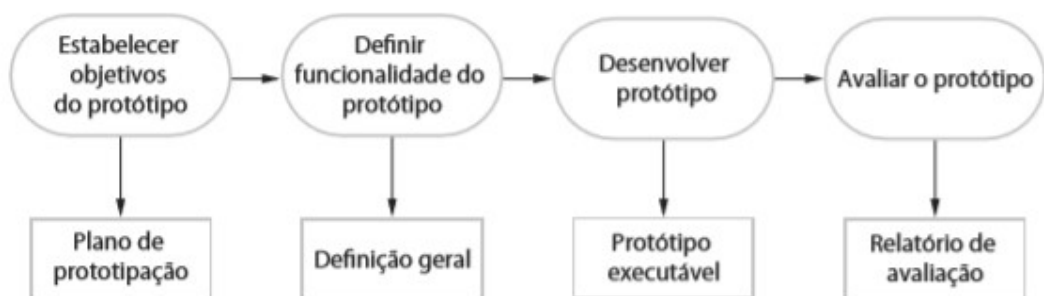 Estabelecer
objetivos
do protótipo
Definir
funcionalidade do
protótipo
Desenvolver
protótipo
Avaliar o protótipo
Plano de
prototipação
Definição geral
Protótipo
executável
Relatório de
avaliação